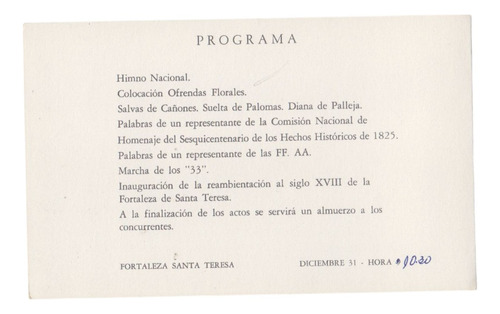 PROGRAMA
Himno Nacional.
Colocación Ofrendas Florales.
Salvas de Cañones. Suelta de Palomas. Diana de Palleja.
Palabras de un representante de la Comisión Nacional de
Homenaje del Sesquicentenario de los Hechos Históricos de 1825.
Palabras de un representante de las FF. AA.
Marcha de los "33".
Inauguración de la reambientación al siglo XVIII de la
Fortaleza de Santa Teresa.
A la finalización de los actos se servirá un almuerzo a los
concurrentes.
FORTALEZA SANTA TERESA DICIEMBRE 31 - HORA 10.30